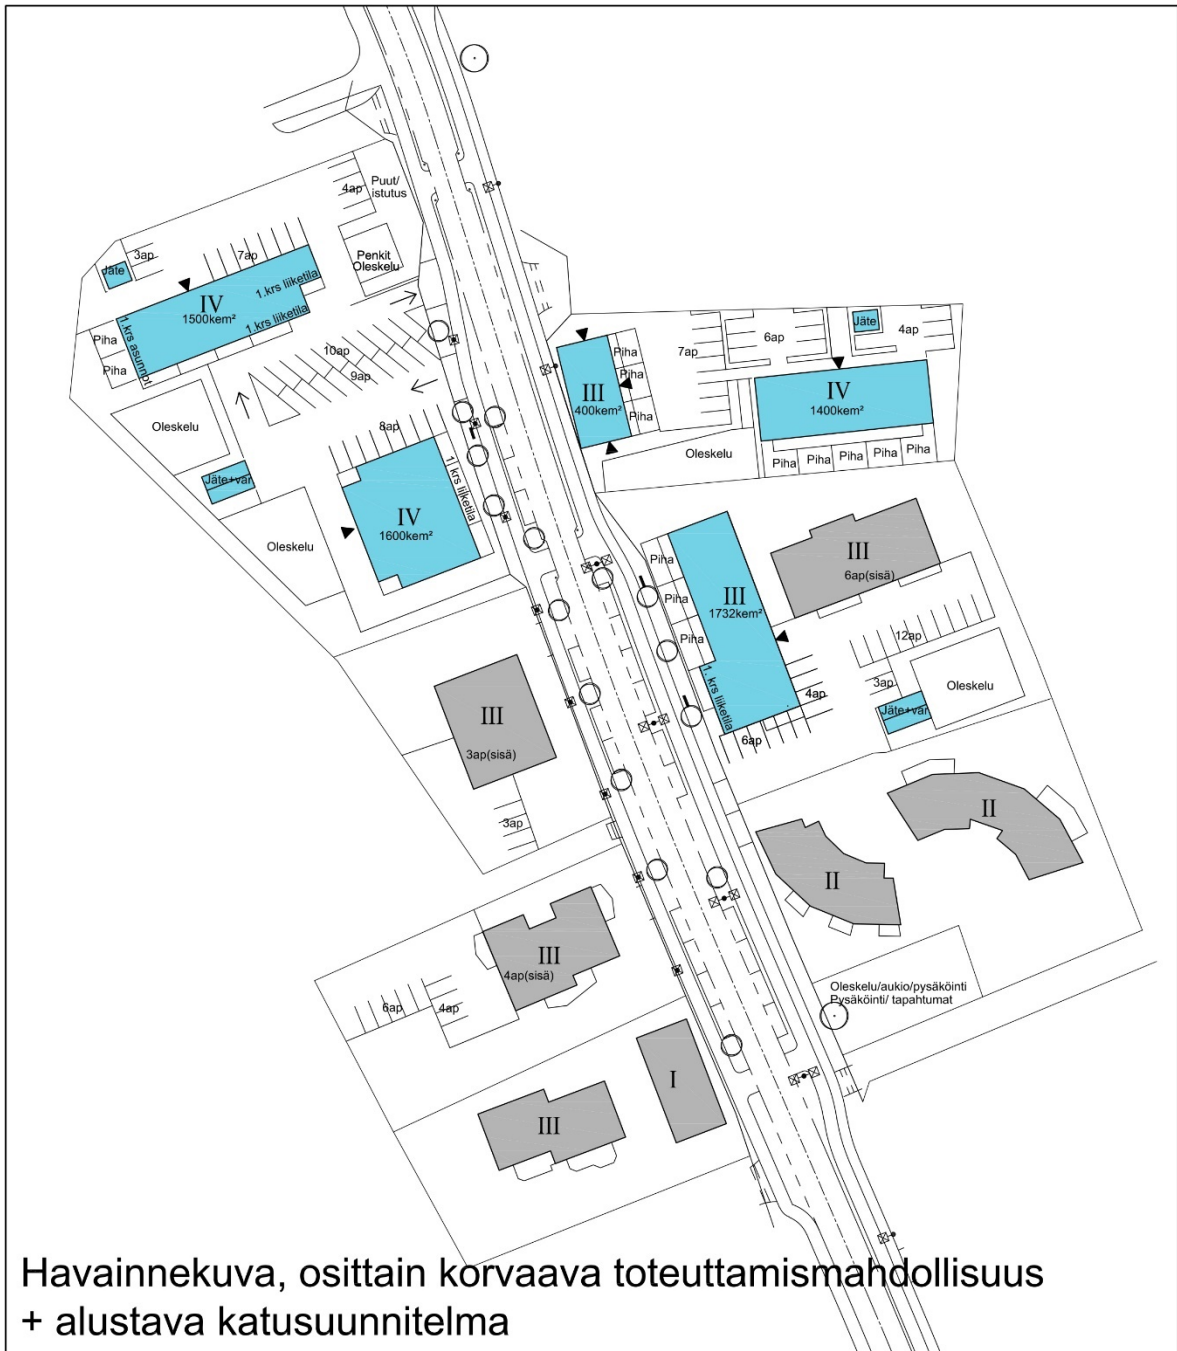 4ap
Puut/
istutus
3ap
7ap
Jäte
Penkit
Oleskelu
1.krs liiketila
IV
1500kem²
1.krs liiketila
1.krs asunnot
Piha
Piha
10ap
9ap
8ap
Oleskelu
Jäte+var
1. krs liiketila
IV
1600kem²
Oleskelu
III
400kem²
Piha
Piha
Piha
7ap
6ap
Jäte
4ap
IV
1400kem²
Oleskelu
Piha
Piha
Piha
Piha
Piha
III
6ap(sisä)
Piha
Piha
Piha
III
1732kem²
1. krs liiketila
12ap
3ap
4ap
Oleskelu
Jäte+var
6ap
III
3ap(sisä)
3ap
II
II
III
4ap(sisä)
6ap
4ap
Oleskelu/aukio/pysäköinti
Pysäköinti/ tapahtumat
I
III
Havainnekuva, osittain korvaava toteuttamismahdollisuus
+ alustava katusuunnitelma